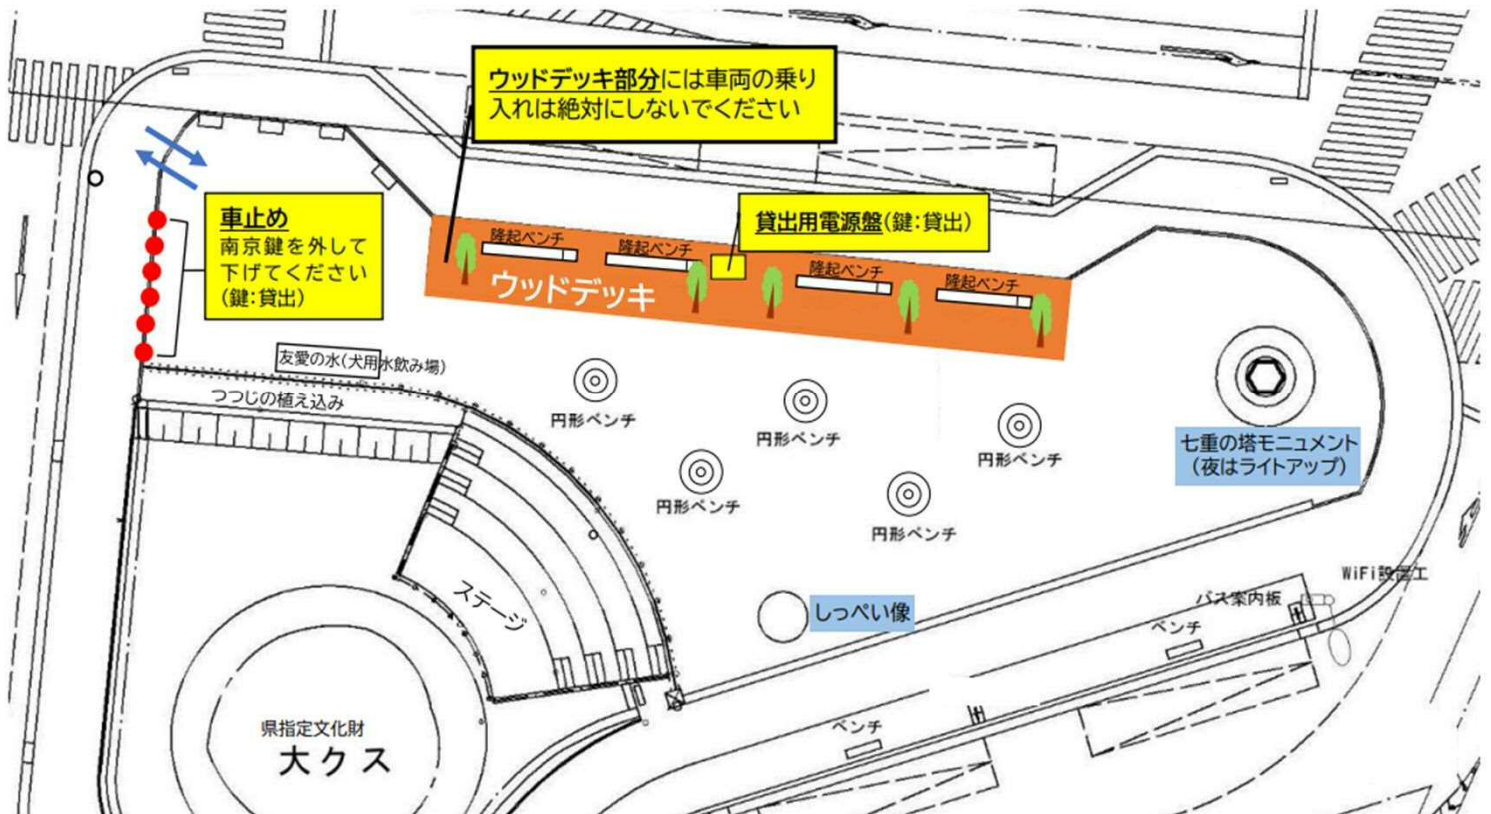 ウッドデッキ部分には車両の乗り
入れは絶対にしないでください
車止め
南京鍵を外して
下げてください
(鍵:貸出)
貸出用電源盤(鍵:貸出)
隆起ベンチ
隆起ベンチ
隆起ベンチ
隆起ベンチ
ウッドデッキ
友愛の水(犬用水飲み場)
つつじの植え込み
円形ベンチ
円形ベンチ
円形ベンチ
円形ベンチ
円形ベンチ
七重の塔モニュメント
(夜はライトアップ)
ステージ
しっぺい像
WiFi設置工
バス案内板
ベンチ
ベンチ
県指定文化財
大クス